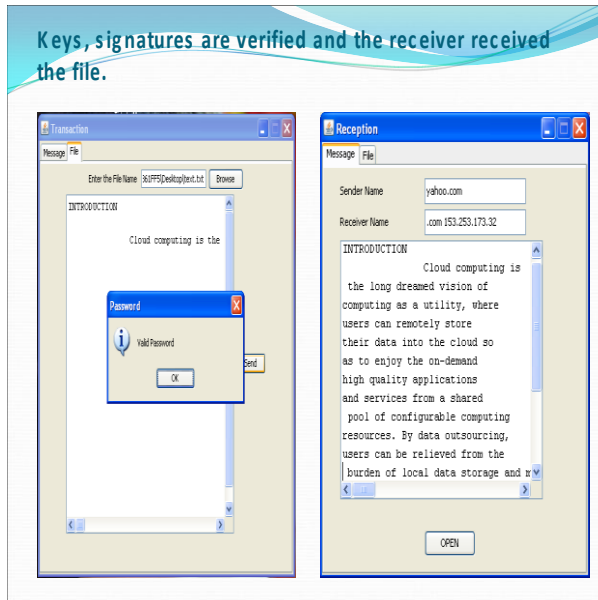 Keys, signatures are verified and the receiver received
the file.
Transaction
Message File
Enter the File Name 361FF5\Desktop\text.txt Browse
INTRODUCTION
Cloud computing is the
Password
Valid Password
OK
Send
Reception
Message File
Sender Name yahoo.com
Receiver Name .com 153.253.173.32
INTRODUCTION
Cloud computing is
the long dreamed vision of
computing as a utility, where
users can remotely store
their data into the cloud so
as to enjoy the on-demand
high quality applications
and services from a shared
pool of configurable computing
resources. By data outsourcing,
users can be relieved from the
burden of local data storage and m
OPEN